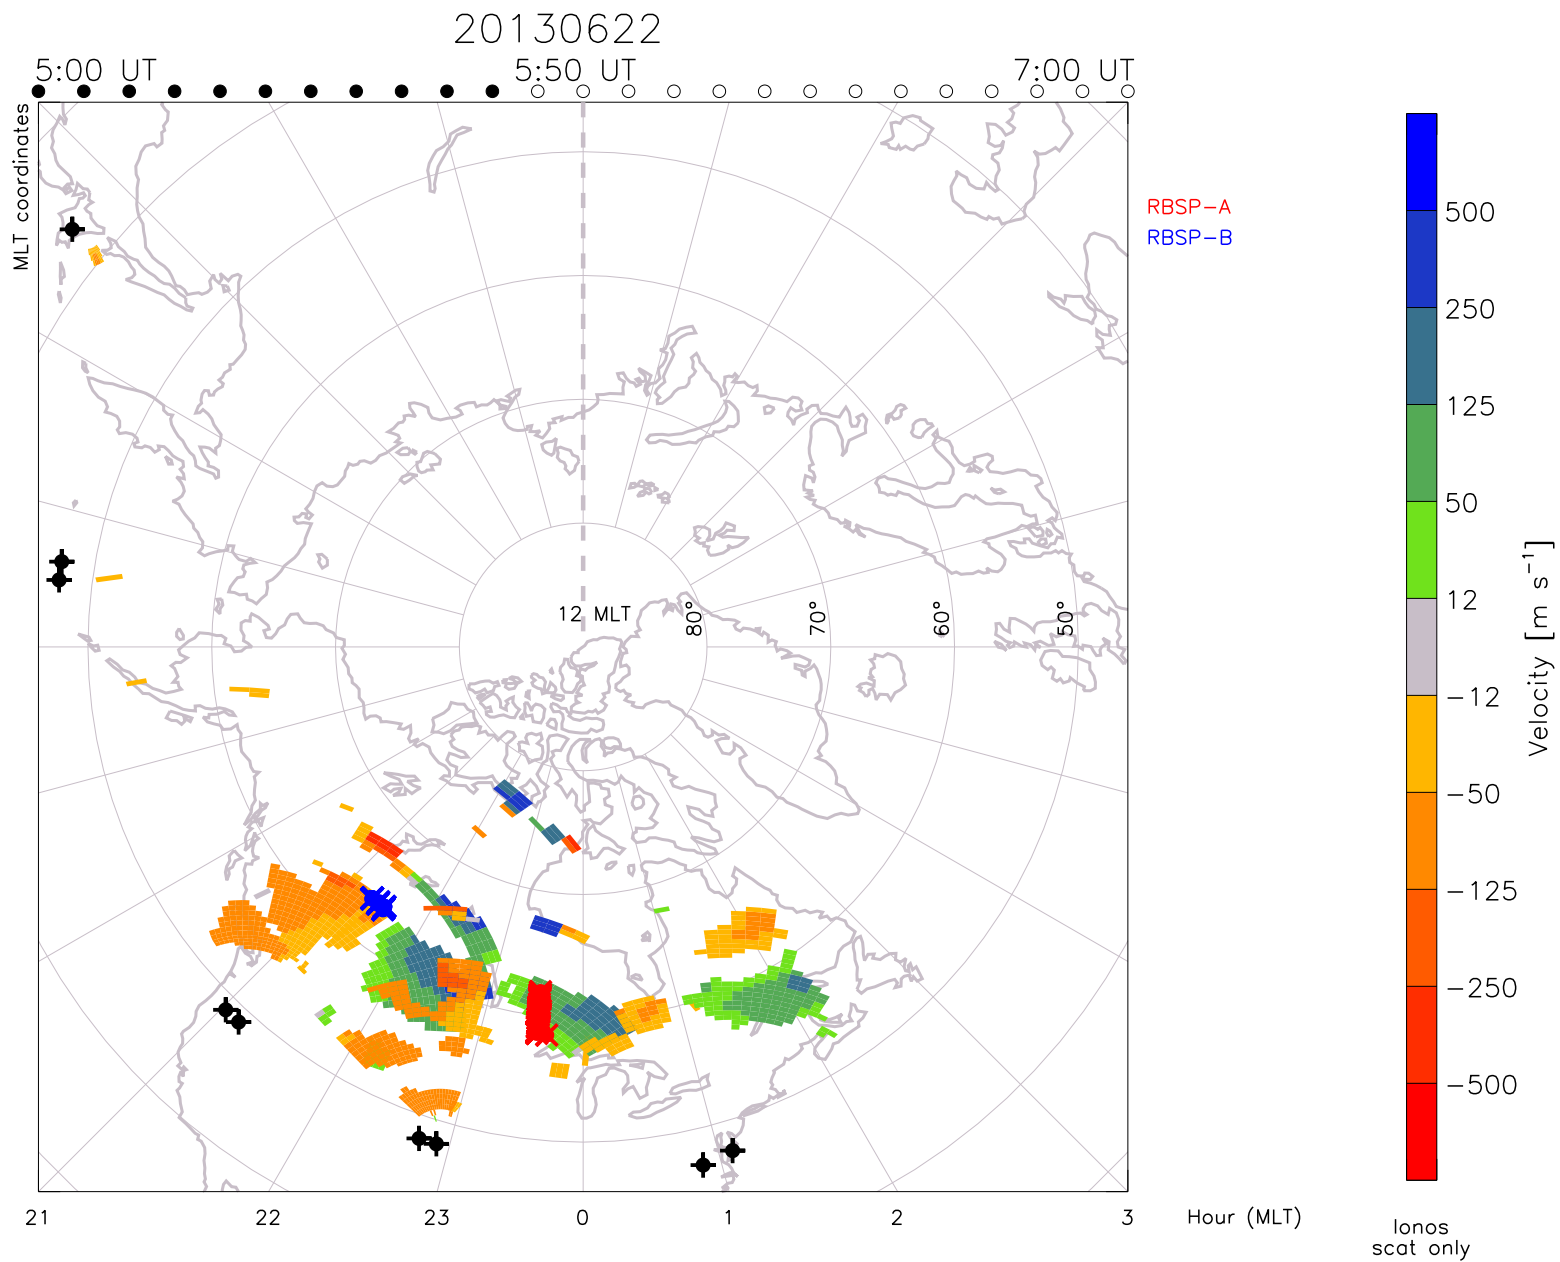 20130622
5:00 UT 5:50 UT 7:00 UT
MLT coordinates
RBSP-A
RBSP-B
12 MLT
80°
70°
60°
50°
500
250
125
50
12
-12
-50
-125
-250
-500
Velocity [m s⁻¹]
21 22 23 0 1 2 3 Hour (MLT)
Ionos
scat only